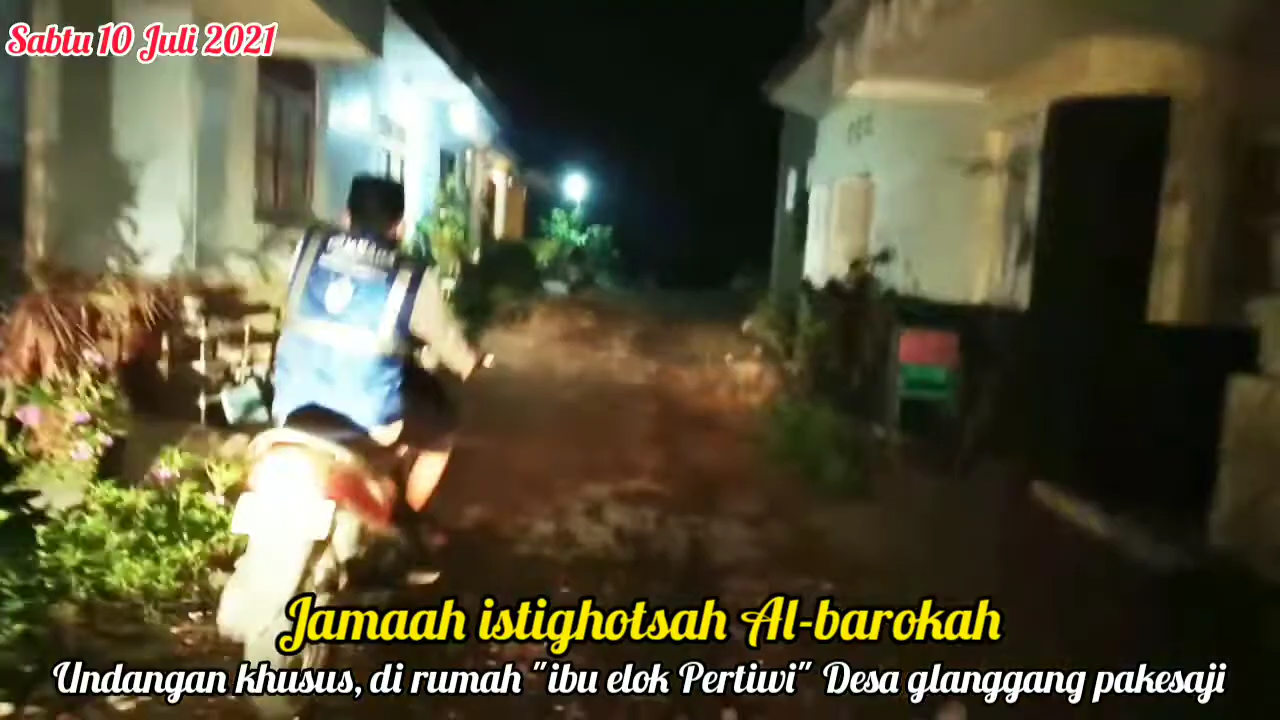 Sabtu 10 Juli 2021
Jamaah istighotsah Al-barokah
Undangan khusus, di rumah "ibu elok Pertiwi" Desa glanggang pakesaji